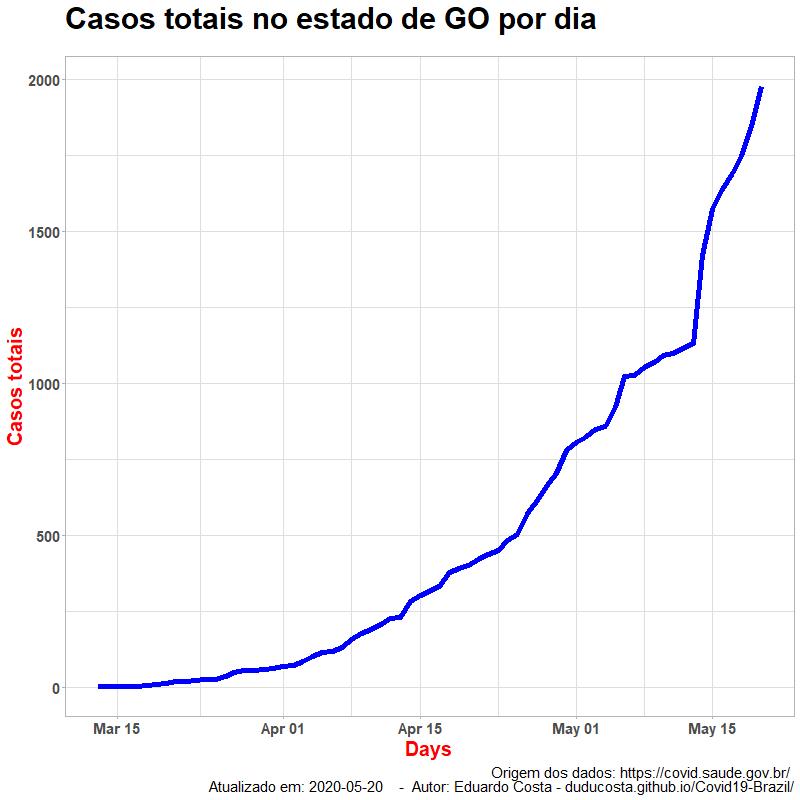 Casos totais no estado de GO por dia
2000
1500
1000
500
0
Casos totais
Mar 15 Apr 01 Apr 15 May 01 May 15
Days
Origem dos dados: https://covid.saude.gov.br/
Atualizado em: 2020-05-20 - Autor: Eduardo Costa - duducosta.github.io/Covid19-Brazil/